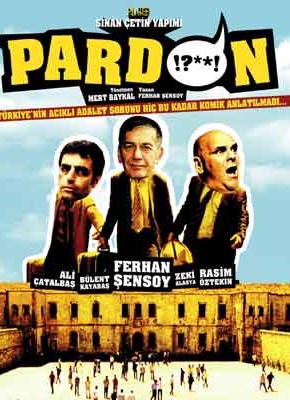 SİNAN ÇETİN YAPIMI
PARDON
!?**!
Yöneten Yazan
MERT BAYKAL FERHAN ŞENSOY
TÜRKİYE'NİN ACIKLI ADALET SORUNU HİÇ BU KADAR KOMİK ANLATILMADI...
ALİ ÇATALBAŞ
BÜLENT KAYABAŞ
FERHAN ŞENSOY
ZEKİ ALASYA
RASİM ÖZTEKİN